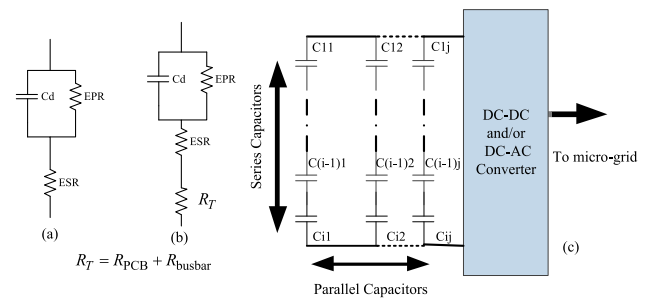 Cd
EPR
ESR
(a)
Cd
EPR
ESR
R_T
(b)
R_T = R_PCB + R_busbar
Series Capacitors
C11
C12
C1j
C(i-1)1
C(i-1)2
C(i-1)j
Ci1
Ci2
Cij
Parallel Capacitors
DC-DC
and/or
DC-AC
Converter
To micro-grid
(c)